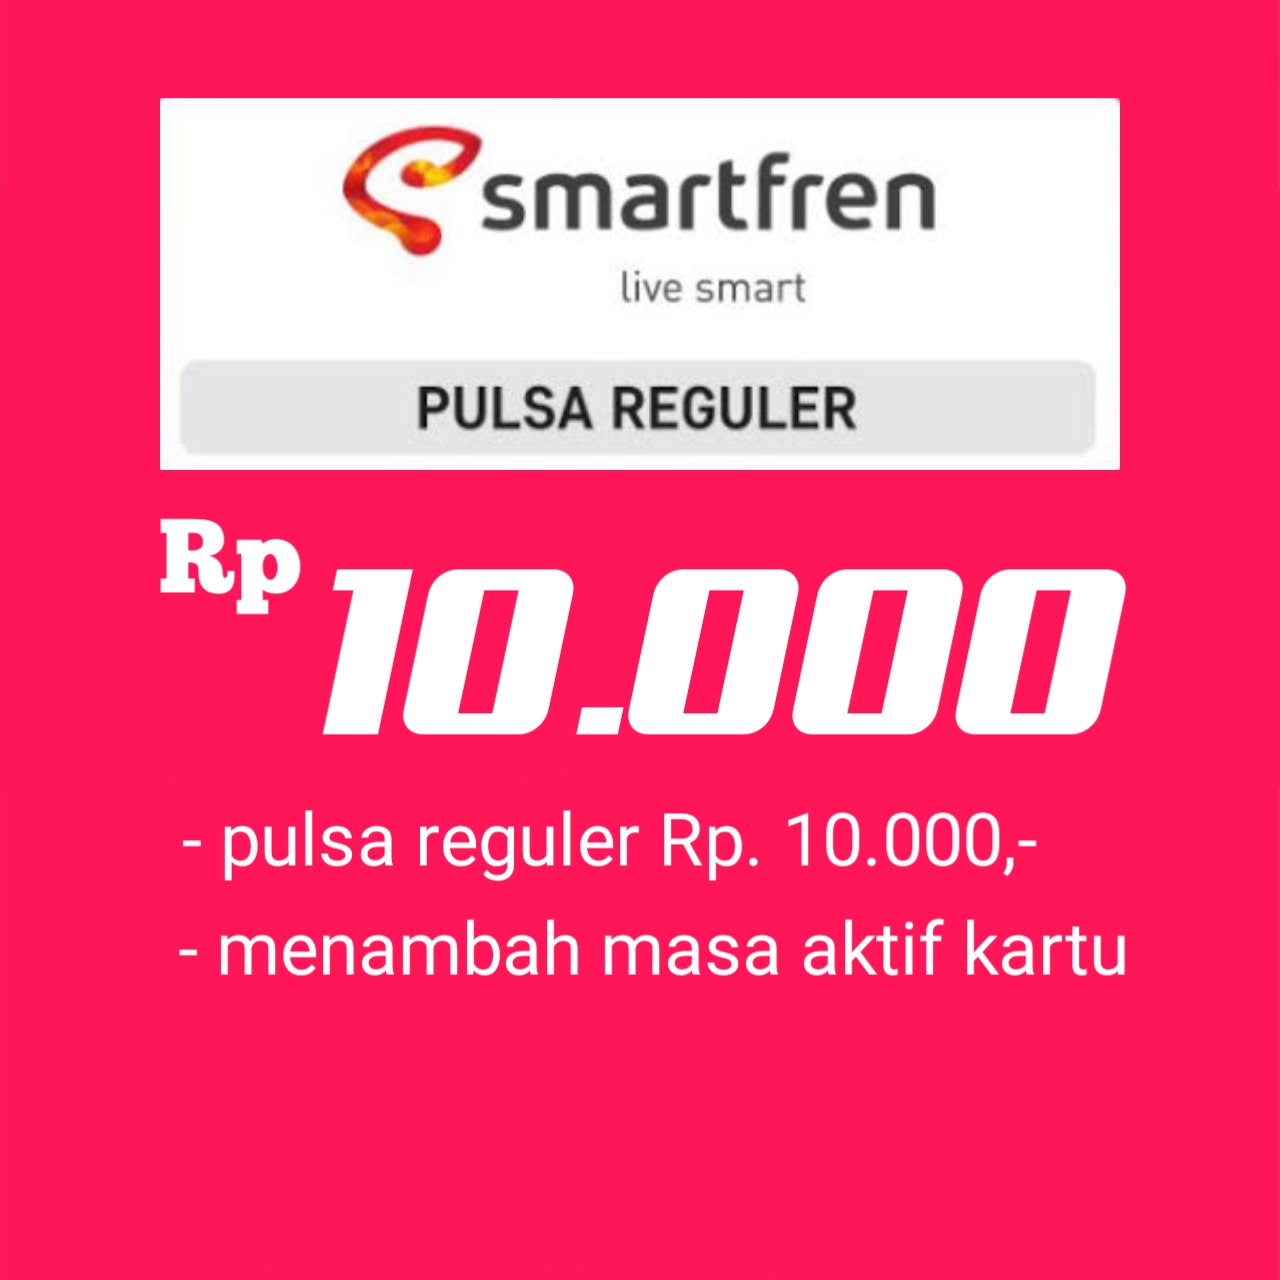 smartfren
live smart
PULSA REGULER
Rp 10.000
- pulsa reguler Rp. 10.000,-
- menambah masa aktif kartu